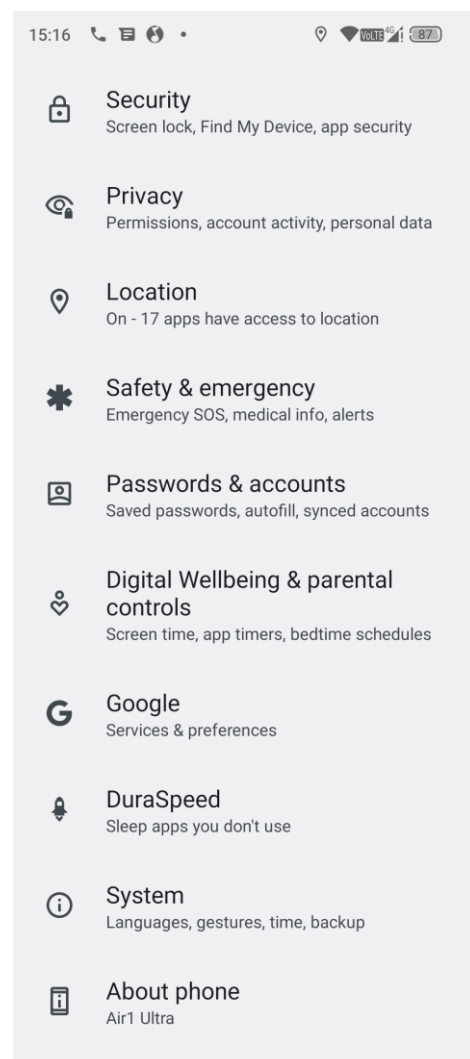 15:16 VoLTE 4G 87
Security
Screen lock, Find My Device, app security
Privacy
Permissions, account activity, personal data
Location
On - 17 apps have access to location
Safety & emergency
Emergency SOS, medical info, alerts
Passwords & accounts
Saved passwords, autofill, synced accounts
Digital Wellbeing & parental
controls
Screen time, app timers, bedtime schedules
Google
Services & preferences
DuraSpeed
Sleep apps you don't use
System
Languages, gestures, time, backup
About phone
Air1 Ultra